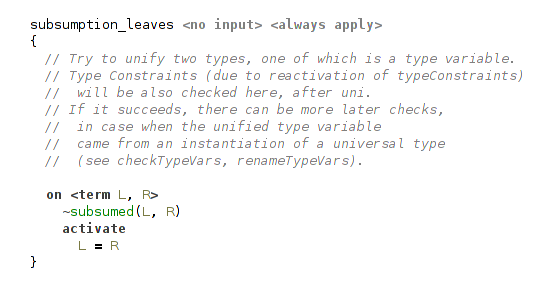 subsumption_leaves <no input> <always apply>
{
// Try to unify two types, one of which is a type variable.
// Type Constraints (due to reactivation of typeConstraints)
//  will be also checked here, after uni.
// If it succeeds, there can be more later checks,
//  in case when the unified type variable
//  came from an instantiation of a universal type
//  (see checkTypeVars, renameTypeVars).
on <term L, R>
~subsumed(L, R)
activate
L = R
}